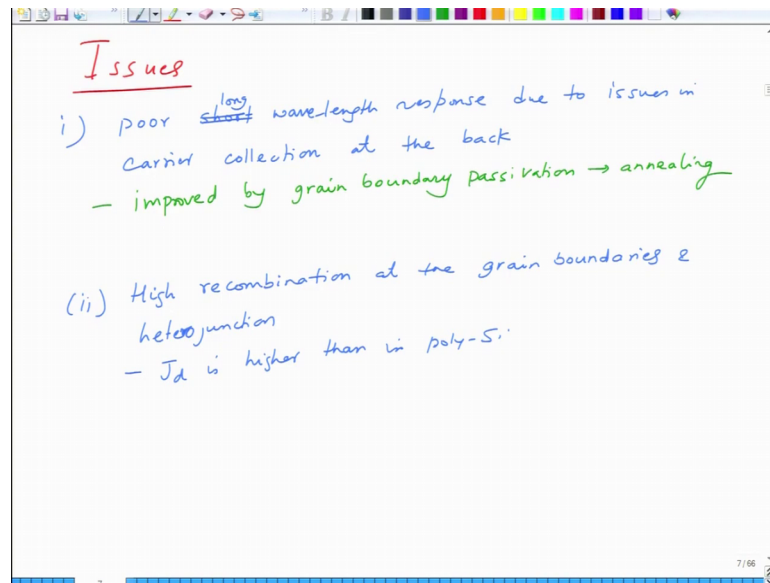 Issues
i) poor short long wavelength response due to issues in
carrier collection at the back
– improved by grain boundary passivation → annealing
(ii) High recombination at the grain boundaries &
heterojunction
– Jd is higher than in poly-Si
7/66